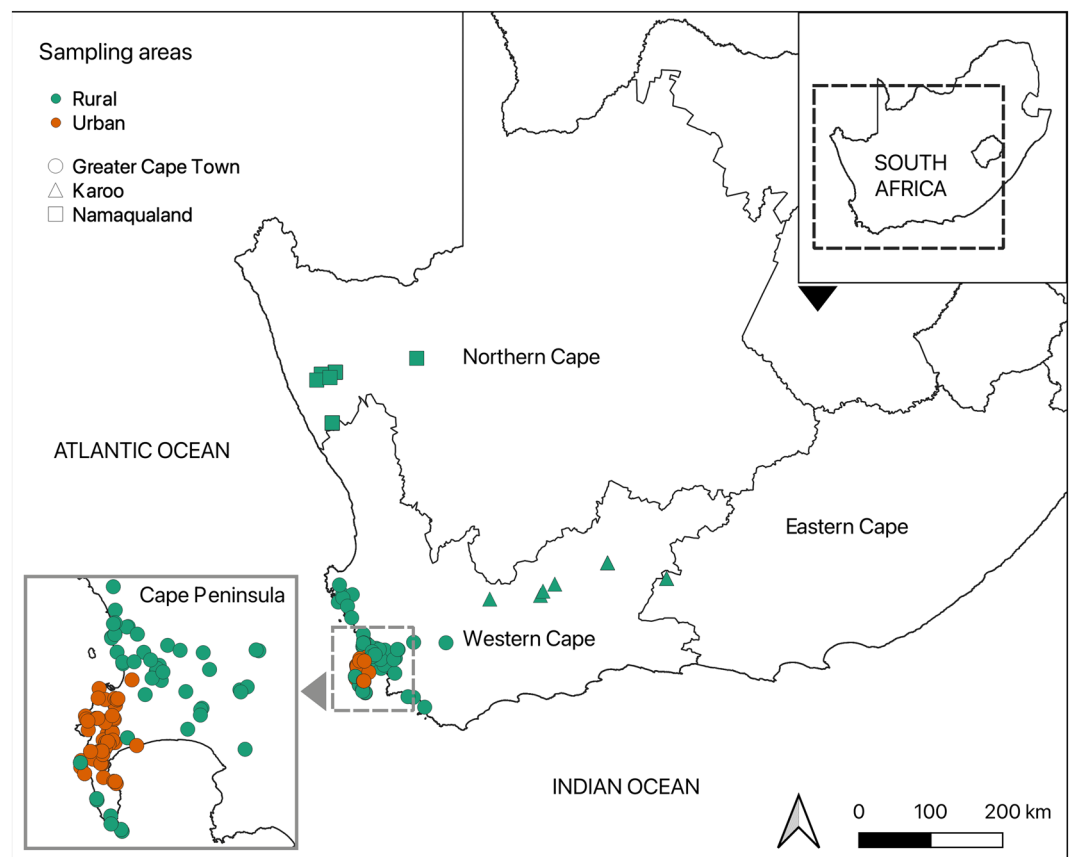 Sampling areas
Rural
Urban
Greater Cape Town
Karoo
Namaqualand
SOUTH
AFRICA
Northern Cape
ATLANTIC OCEAN
Eastern Cape
Cape Peninsula
Western Cape
INDIAN OCEAN
0 100 200 km